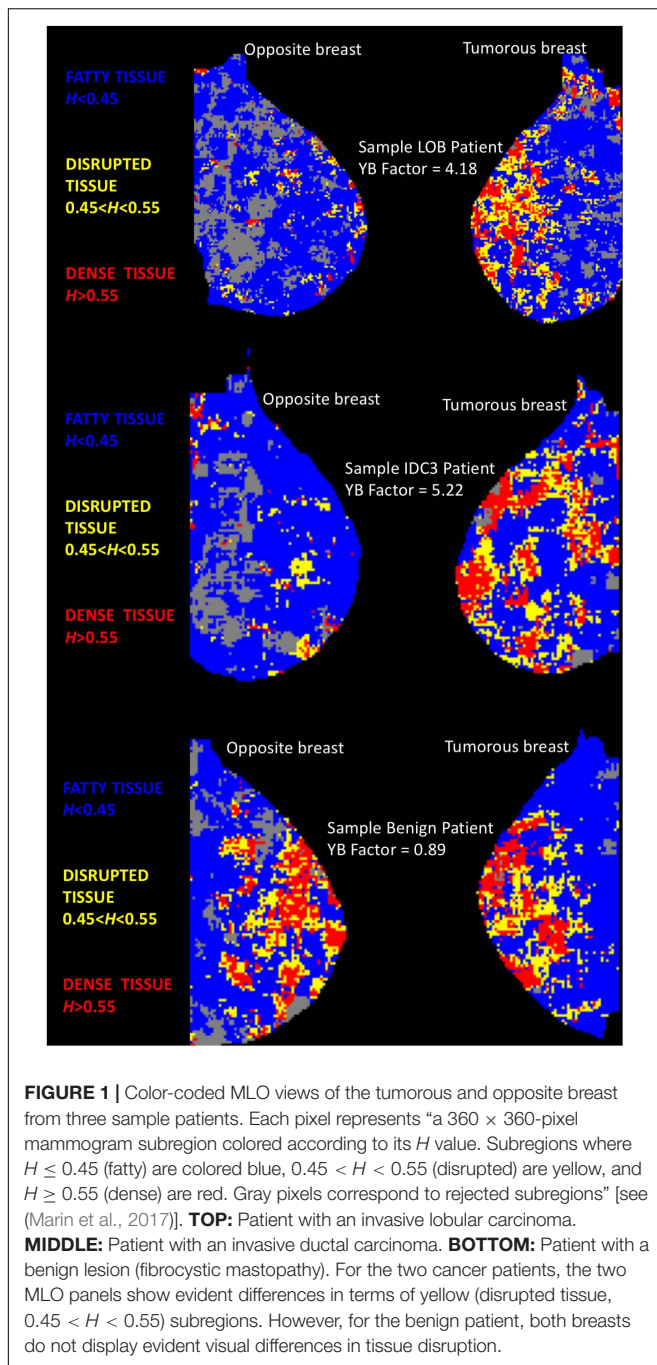 Opposite breast
Tumorous breast
FATTY TISSUE
H<0.45
DISRUPTED
TISSUE
0.45<H<0.55
DENSE TISSUE
H>0.55
Sample LOB Patient
YB Factor = 4.18
Opposite breast
Tumorous breast
FATTY TISSUE
H<0.45
DISRUPTED
TISSUE
0.45<H<0.55
DENSE TISSUE
H>0.55
Sample IDC3 Patient
YB Factor = 5.22
Opposite breast
Tumorous breast
FATTY TISSUE
H<0.45
DISRUPTED
TISSUE
0.45<H<0.55
DENSE TISSUE
H>0.55
Sample Benign Patient
YB Factor = 0.89
FIGURE 1 | Color-coded MLO views of the tumorous and opposite breast
from three sample patients. Each pixel represents “a 360 × 360-pixel
mammogram subregion colored according to its H value. Subregions where
H ≤ 0.45 (fatty) are colored blue, 0.45 < H < 0.55 (disrupted) are yellow, and
H ≥ 0.55 (dense) are red. Gray pixels correspond to rejected subregions” [see
(Marin et al., 2017)]. TOP: Patient with an invasive lobular carcinoma.
MIDDLE: Patient with an invasive ductal carcinoma. BOTTOM: Patient with a
benign lesion (fibrocystic mastopathy). For the two cancer patients, the two
MLO panels show evident differences in terms of yellow (disrupted tissue,
0.45 < H < 0.55) subregions. However, for the benign patient, both breasts
do not display evident visual differences in tissue disruption.